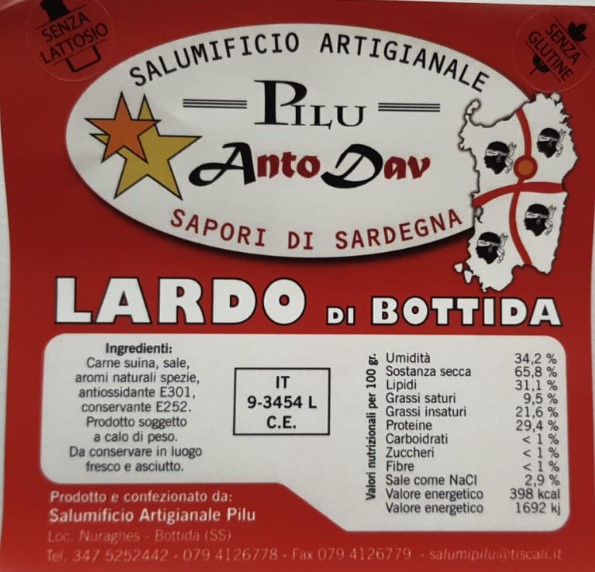 SENZA
LATTOSIO
SENZA
GLUTINE
SALUMIFICIO ARTIGIANALE
PILU
Anto Dav
SAPORI DI SARDEGNA
LARDO DI BOTTIDA
Ingredienti:
Carne suina, sale,
aromi naturali spezie,
antiossidante E301,
conservante E252.
Prodotto soggetto
a calo di peso.
Da conservare in luogo
fresco e asciutto.
IT
9-3454 L
C.E.
Valori nutrizionali per 100 gr.
Umidità 34,2 %
Sostanza secca 65,8 %
Lipidi 31,1 %
Grassi saturi 9,5 %
Grassi insaturi 21,6 %
Proteine 29,4 %
Carboidrati < 1 %
Zuccheri < 1 %
Fibre < 1 %
Sale come NaCl 2,9 %
Valore energetico 398 kcal
Valore energetico 1692 kj
Prodotto e confezionato da:
Salumificio Artigianale Pilu
Loc. Nuraghes - Bottida (SS)
Tel. 347 5252442 - 079 4126778 - Fax 079 4126779 - salumipilu@tiscali.it